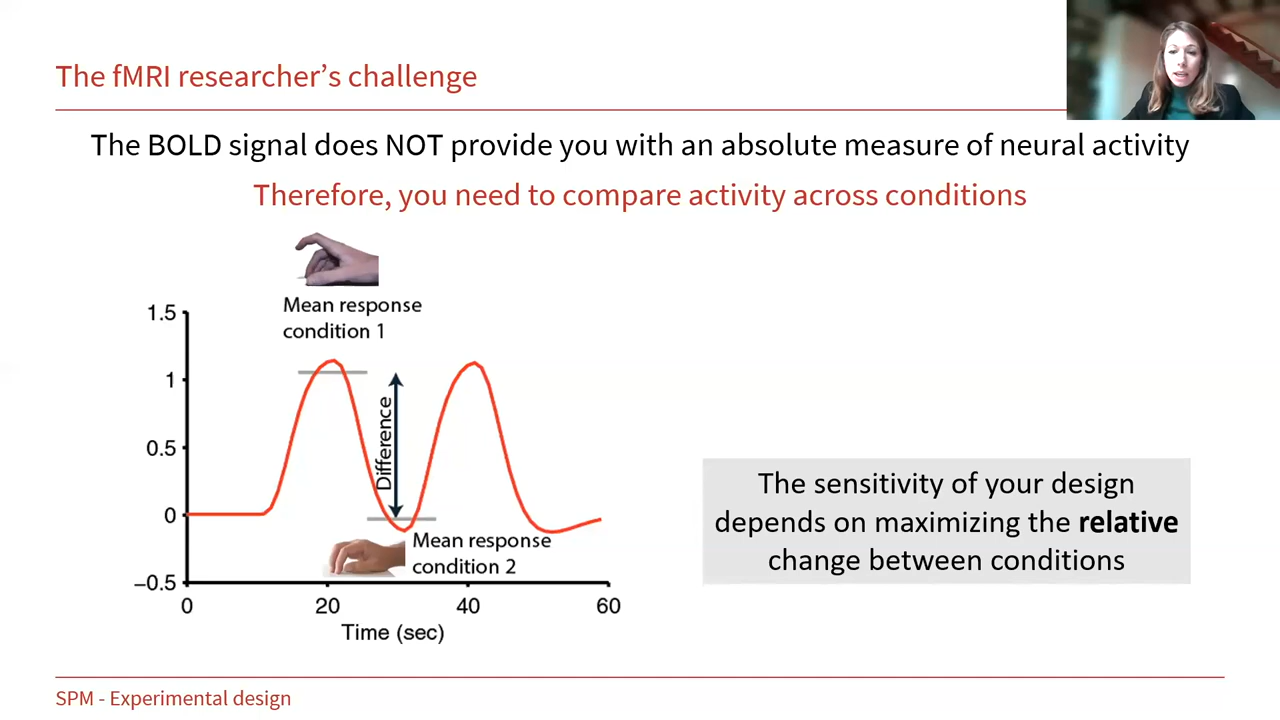 The fMRI researcher’s challenge
The BOLD signal does NOT provide you with an absolute measure of neural activity
Therefore, you need to compare activity across conditions
Mean response
condition 1
1.5
1
0.5
0
−0.5
Difference
Mean response
condition 2
0
20
40
60
Time (sec)
The sensitivity of your design
depends on maximizing the relative
change between conditions
SPM - Experimental design